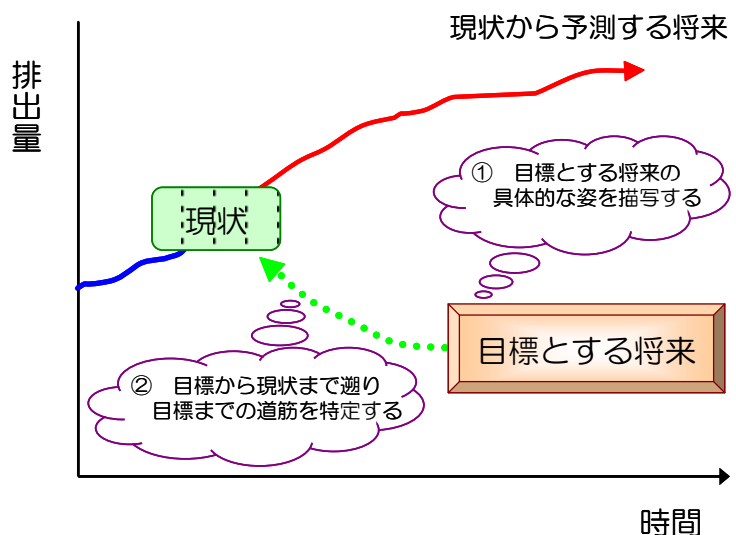 現状から予測する将来
排出量
① 目標とする将来の
具体的な姿を描写する
現状
目標とする将来
② 目標から現状まで遡り
目標までの道筋を特定する
時間